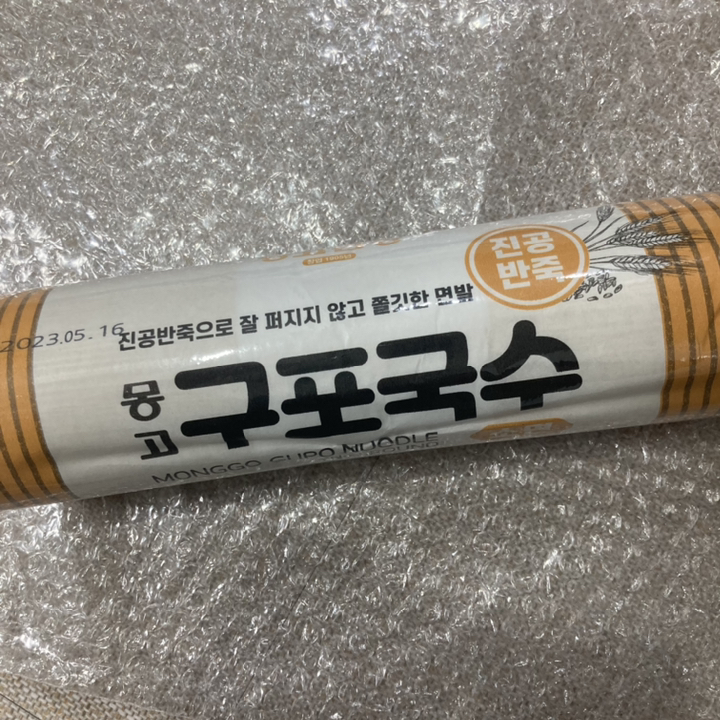 진공
반죽
2023.05.16
진공반죽으로 잘 퍼지지 않고 쫄깃한 면발
몽고
구포국수
MONGGO GUPO NOODLE